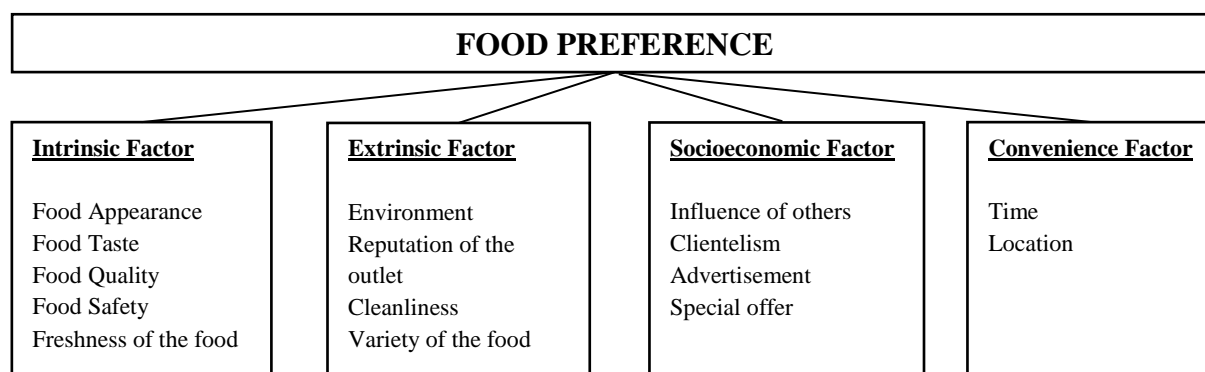 FOOD PREFERENCE
Intrinsic Factor
Food Appearance
Food Taste
Food Quality
Food Safety
Freshness of the food
Extrinsic Factor
Environment
Reputation of the
outlet
Cleanliness
Variety of the food
Socioeconomic Factor
Influence of others
Clientelism
Advertisement
Special offer
Convenience Factor
Time
Location